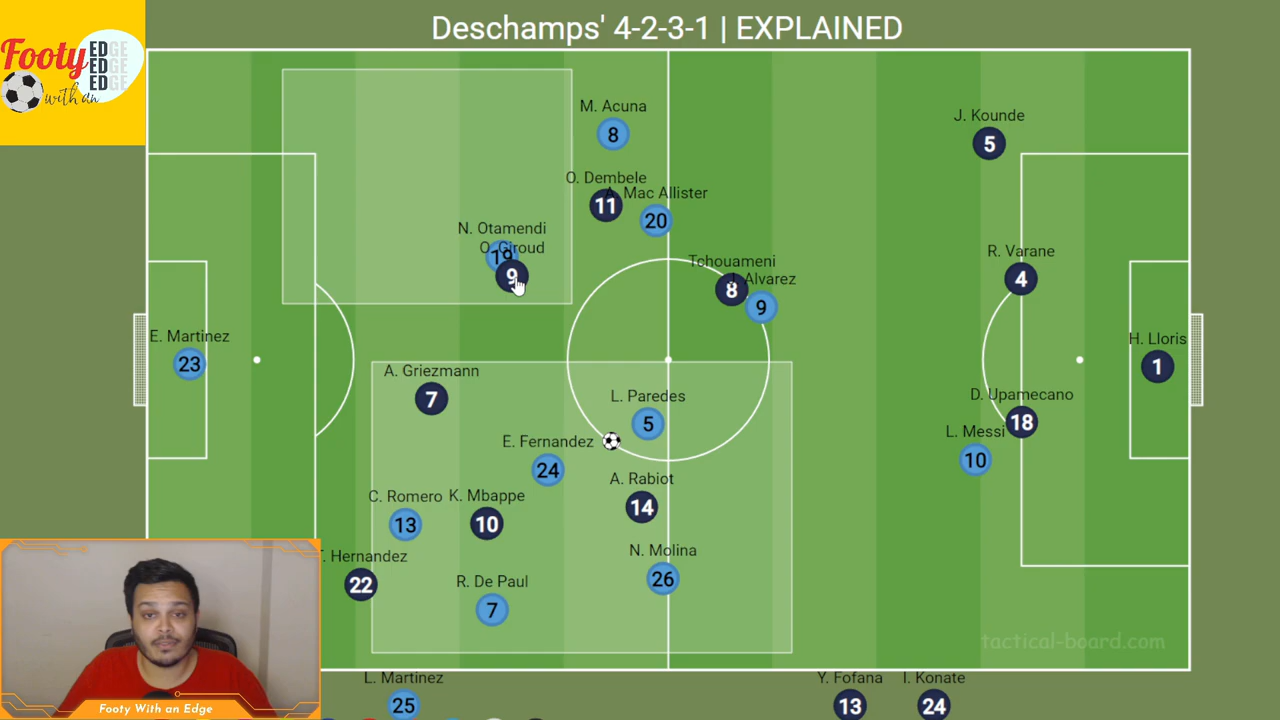 Deschamps' 4-2-3-1 | EXPLAINED
Footy
EDGE
ED
ED
with an
M. Acuna
8
J. Kounde
5
O. Dembele
11
Mac Allister
20
N. Otamendi
19
O. Giroud
9
Tchouameni
8
Alvarez
9
R. Varane
4
E. Martinez
23
H. Lloris
1
A. Griezmann
7
L. Paredes
5
D. Upamecano
18
E. Fernandez
24
L. Messi
10
A. Rabiot
14
C. Romero
13
K. Mbappe
10
N. Molina
26
Hernandez
22
R. De Paul
7
tactical-board.com
L. Martinez
25
Y. Fofana
13
I. Konate
24
Footy With an Edge